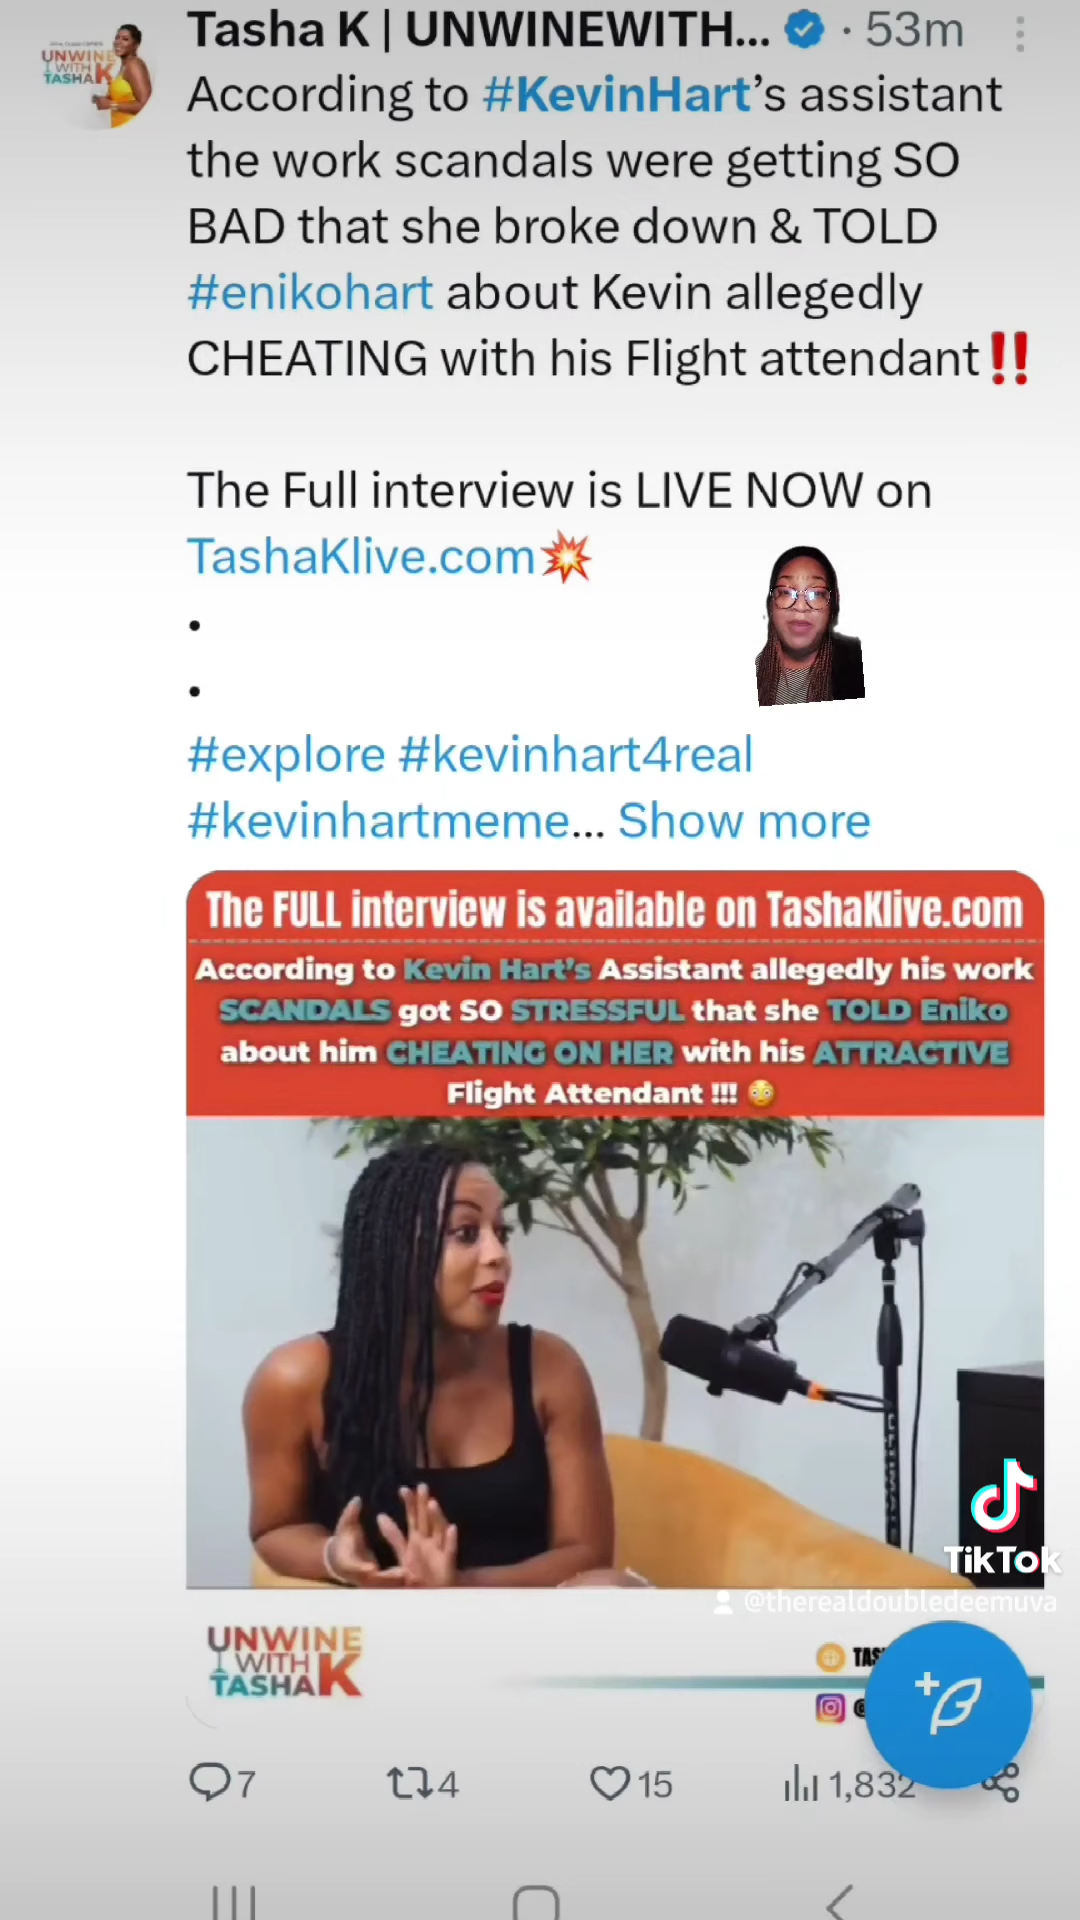 Tasha K | UNWINEWITH... · 53m
UNWINE
WITH
TASHA K
According to #KevinHart’s assistant
the work scandals were getting SO
BAD that she broke down & TOLD
#enikohart about Kevin allegedly
CHEATING with his Flight attendant‼️
The Full interview is LIVE NOW on
TashaKlive.com💥
•
•
#explore #kevinhart4real
#kevinhartmeme... Show more
The FULL interview is available on TashaKlive.com
According to Kevin Hart's Assistant allegedly his work
SCANDALS got SO STRESSFUL that she TOLD Eniko
about him CHEATING ON HER with his ATTRACTIVE
Flight Attendant !!! 😳
TikTok
@therealdoubledeemuva
UNWINE
WITH
TASHA K
TAS
@
7 4 15 1,832